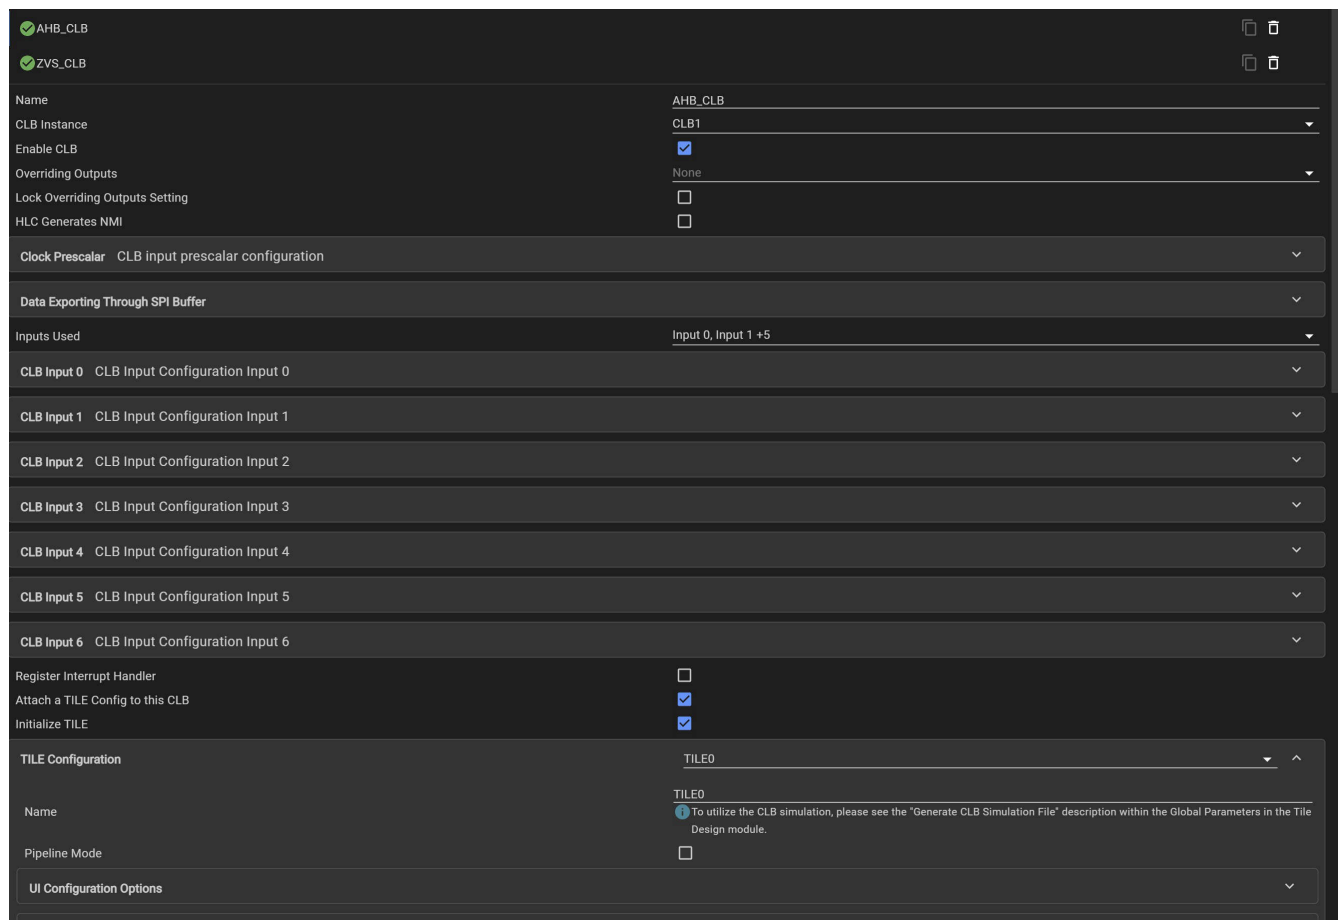 AHB_CLB
ZVS_CLB
Name AHB_CLB
CLB Instance CLB1
Enable CLB
Overriding Outputs None
Lock Overriding Outputs Setting
HLC Generates NMI
Clock Prescalar CLB input prescalar configuration
Data Exporting Through SPI Buffer
Inputs Used Input 0, Input 1 +5
CLB Input 0 CLB Input Configuration Input 0
CLB Input 1 CLB Input Configuration Input 1
CLB Input 2 CLB Input Configuration Input 2
CLB Input 3 CLB Input Configuration Input 3
CLB Input 4 CLB Input Configuration Input 4
CLB Input 5 CLB Input Configuration Input 5
CLB Input 6 CLB Input Configuration Input 6
Register Interrupt Handler
Attach a TILE Config to this CLB
Initialize TILE
TILE Configuration TILE0
Name TILE0
To utilize the CLB simulation, please see the "Generate CLB Simulation File" description within the Global Parameters in the Tile
Design module.
Pipeline Mode
UI Configuration Options